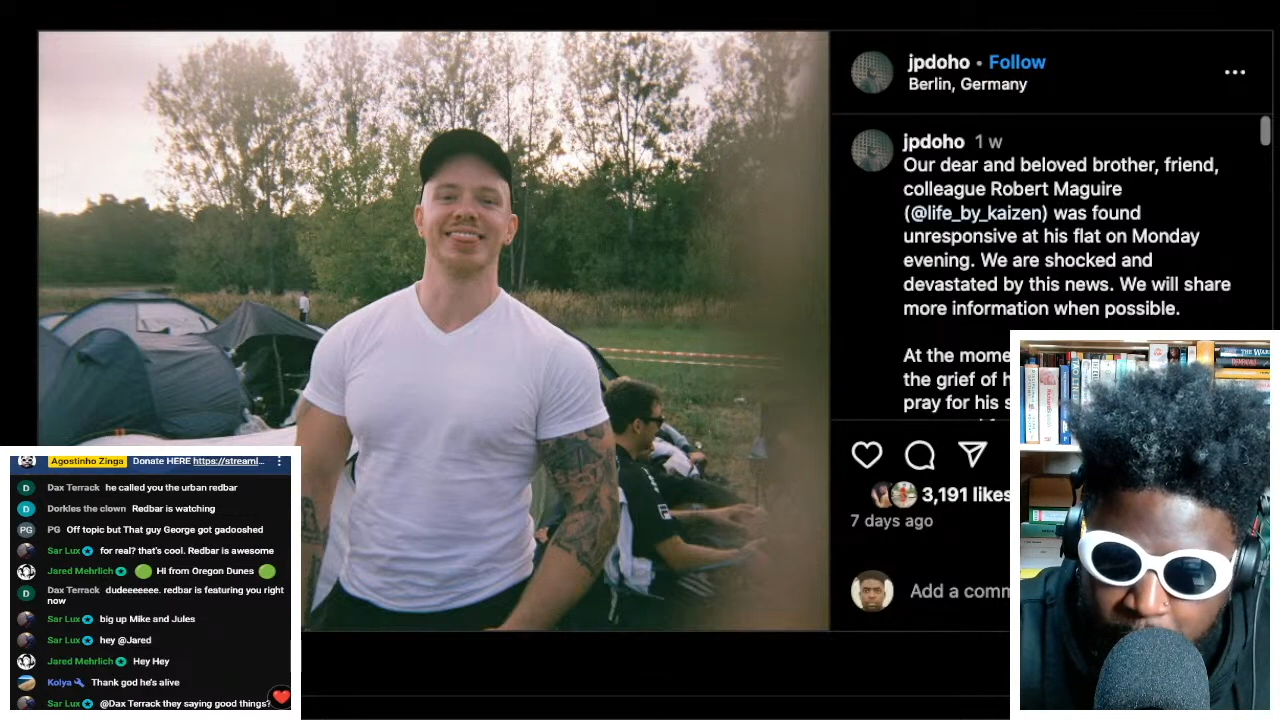 jpdoho • Follow
Berlin, Germany
jpdoho 1 w
Our dear and beloved brother, friend,
colleague Robert Maguire
(@life_by_kaizen) was found
unresponsive at his flat on Monday
evening. We are shocked and
devastated by this news. We will share
more information when possible.
At the mome
the grief of h
pray for his s
3,191 likes
7 days ago
Add a comm
Agostinho Zinga Donate HERE https://streaml...
D Dax Terrack he called you the urban redbar
D Dorkles the clown Redbar is watching
PG PG Off topic but That guy George got gadooshed
Sar Lux for real? that's cool. Redbar is awesome
Jared Mehrlich Hi from Oregon Dunes
D Dax Terrack dudeeeeeee. redbar is featuring you right
now
Sar Lux big up Mike and Jules
Sar Lux hey @Jared
Jared Mehrlich Hey Hey
Kolya Thank god he's alive
Sar Lux @Dax Terrack they saying good things?